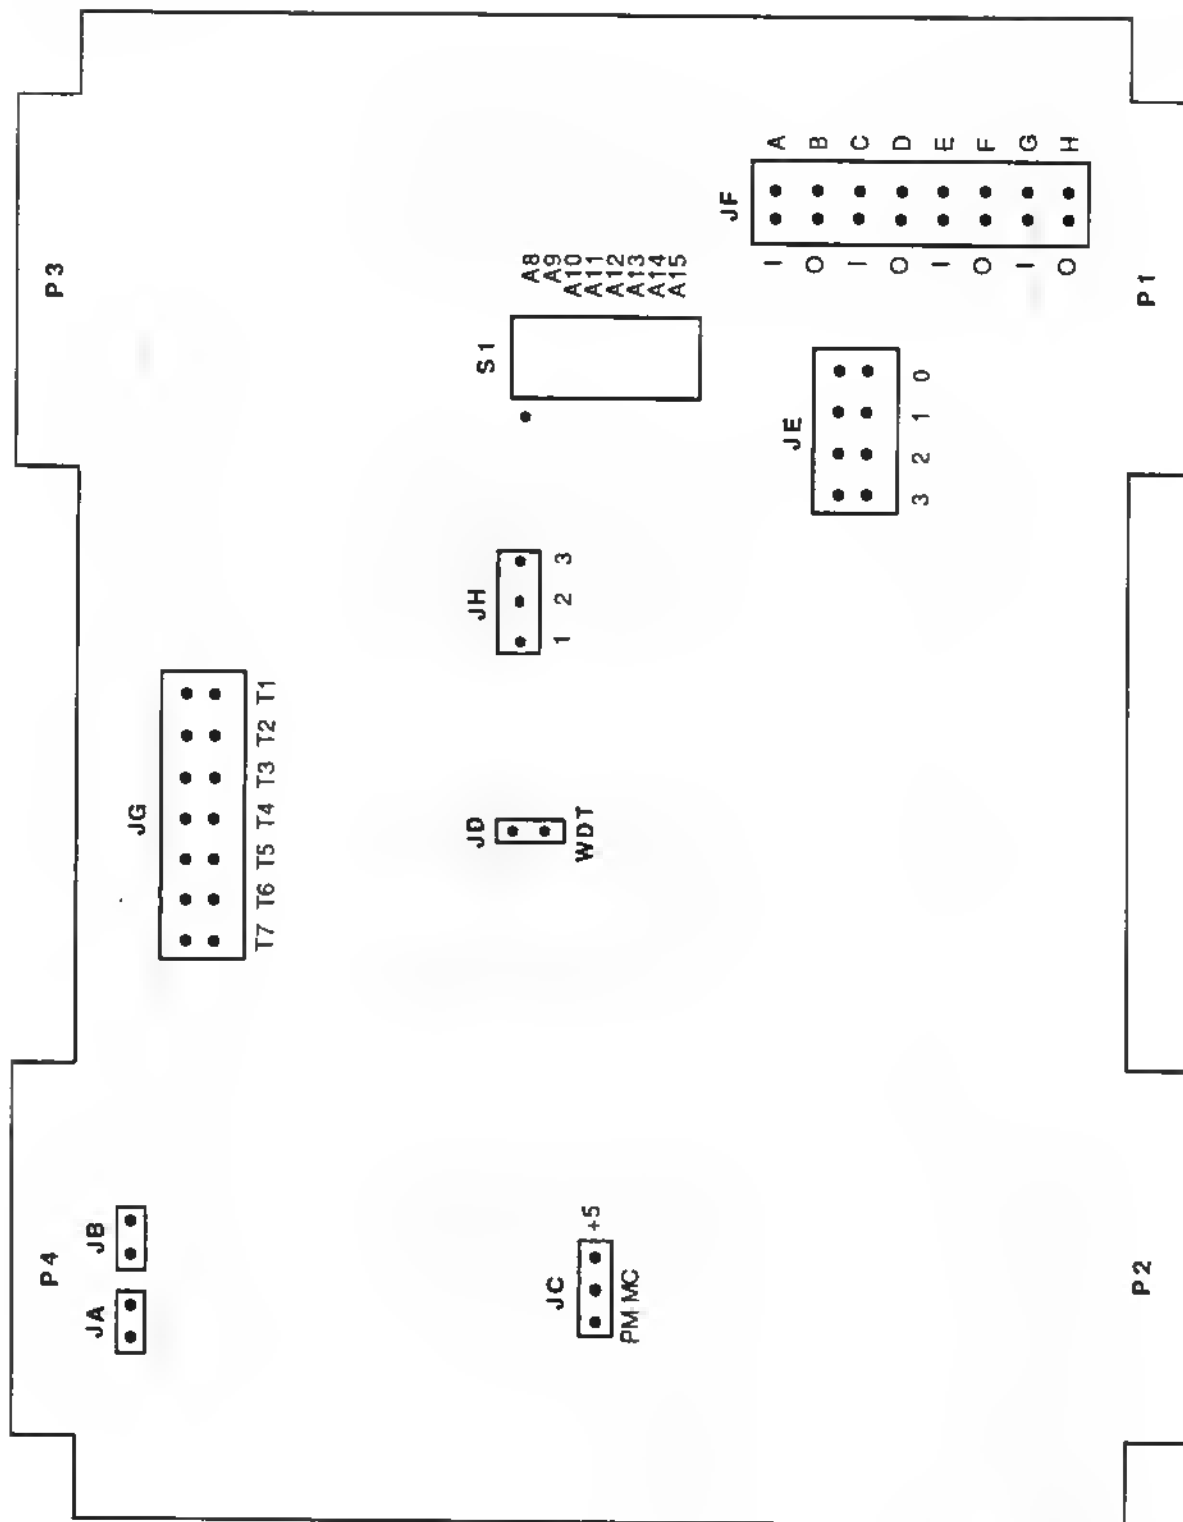 P4
P3
JA
JB
JG
T7 T6 T5 T4 T3 T2 T1
JD
WDT
JH
1 2 3
S1
A8
A9
A10
A11
A12
A13
A14
A15
JC
+5
PM MC
JE
3 2 1 0
JF
I A
O B
I C
O D
I E
O F
I G
O H
P2
P1